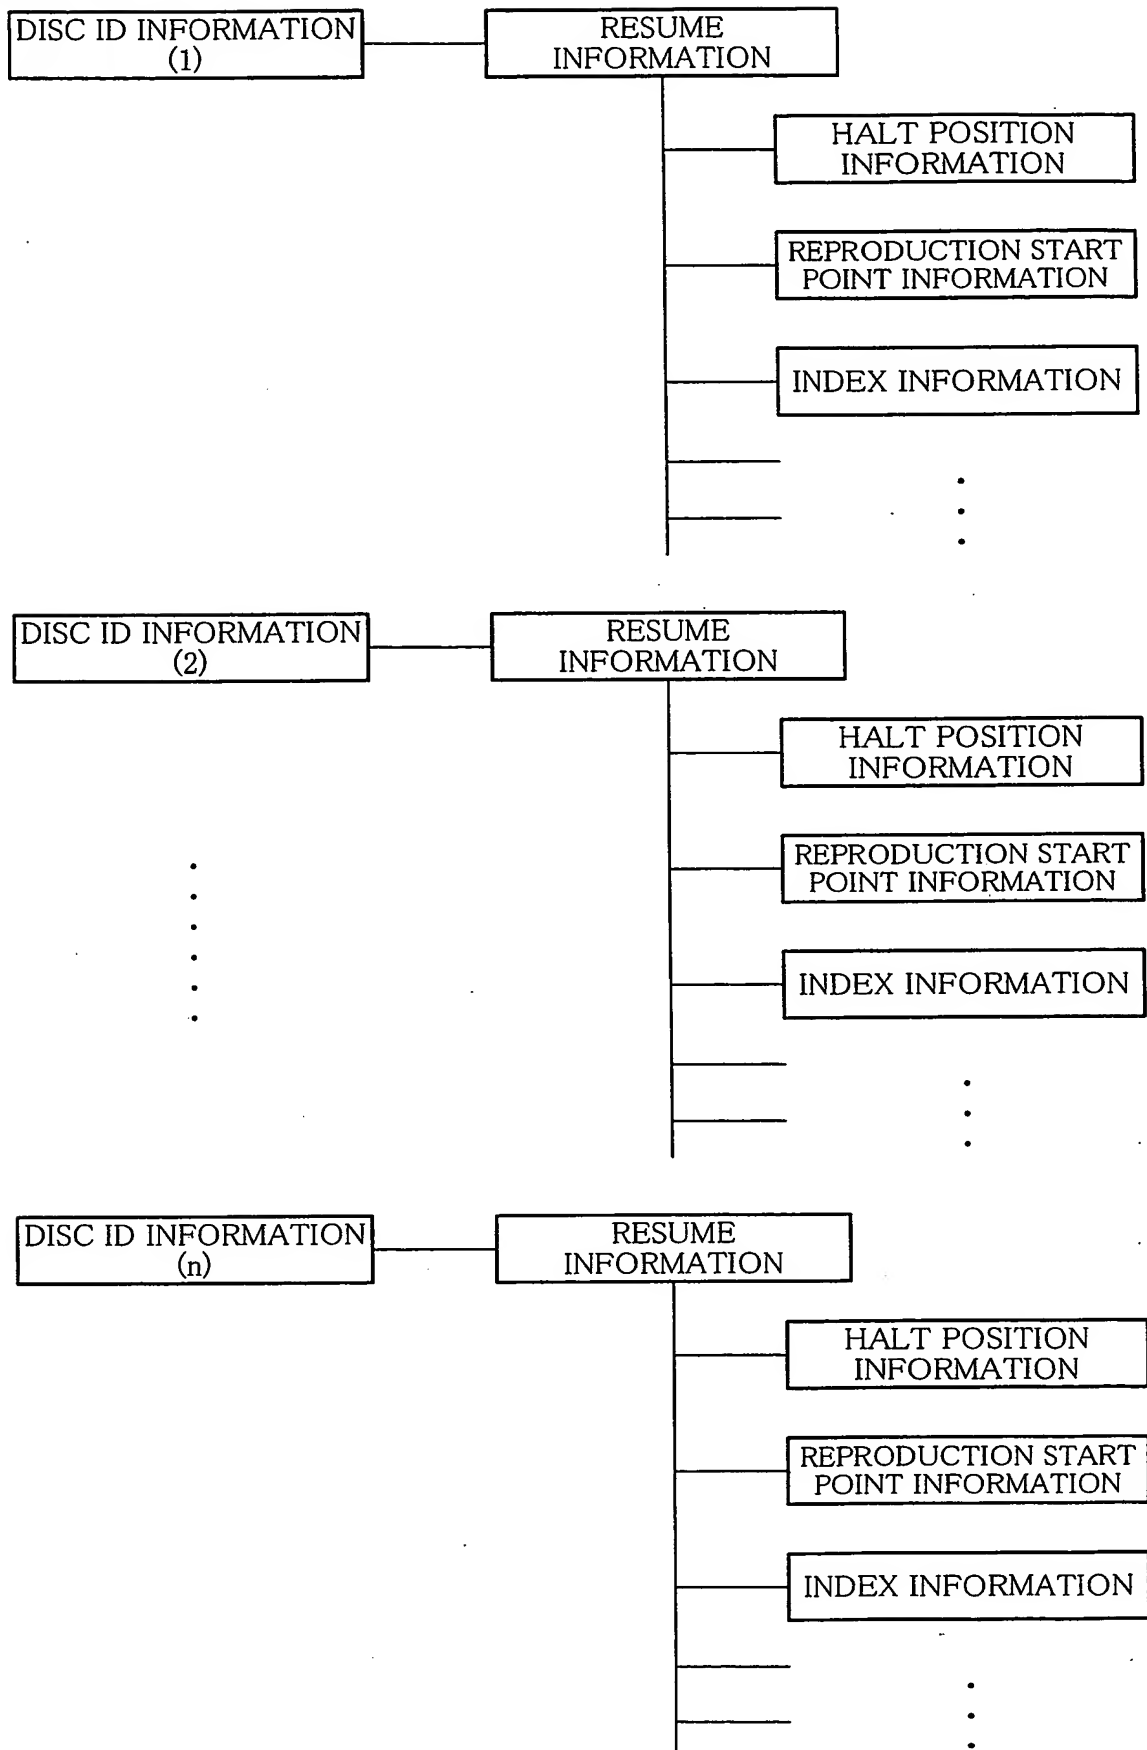 DISC ID INFORMATION
(1)
RESUME
INFORMATION
HALT POSITION
INFORMATION
REPRODUCTION START
POINT INFORMATION
INDEX INFORMATION
DISC ID INFORMATION
(2)
RESUME
INFORMATION
HALT POSITION
INFORMATION
REPRODUCTION START
POINT INFORMATION
INDEX INFORMATION
DISC ID INFORMATION
(n)
RESUME
INFORMATION
HALT POSITION
INFORMATION
REPRODUCTION START
POINT INFORMATION
INDEX INFORMATION